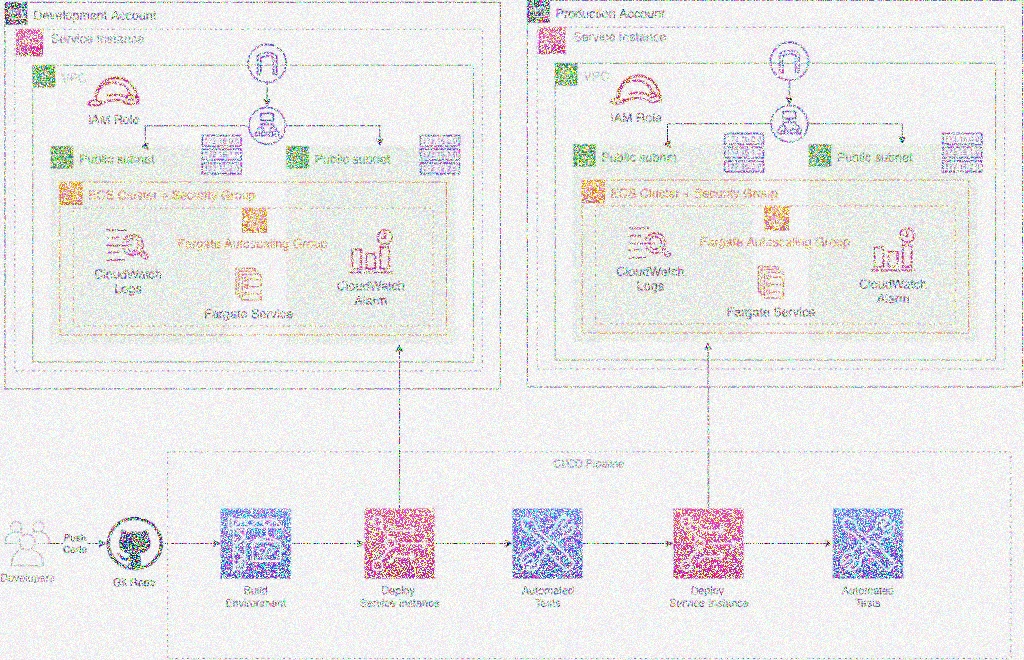 Development Account
Service Instance
VPC
IAM Role
Public subnet
Public subnet
ECS Cluster + Security Group
Fargate Autoscaling Group
CloudWatch
Logs
CloudWatch
Alarm
Fargate Service
Production Account
Service Instance
VPC
IAM Role
Public subnet
Public subnet
ECS Cluster + Security Group
Fargate Autoscaling Group
CloudWatch
Logs
CloudWatch
Alarm
Fargate Service
CI/CD Pipeline
Developers
Push
Code
Git Repo
Build
Environment
Deploy
Service Instance
Automated
Tests
Deploy
Service Instance
Automated
Tests